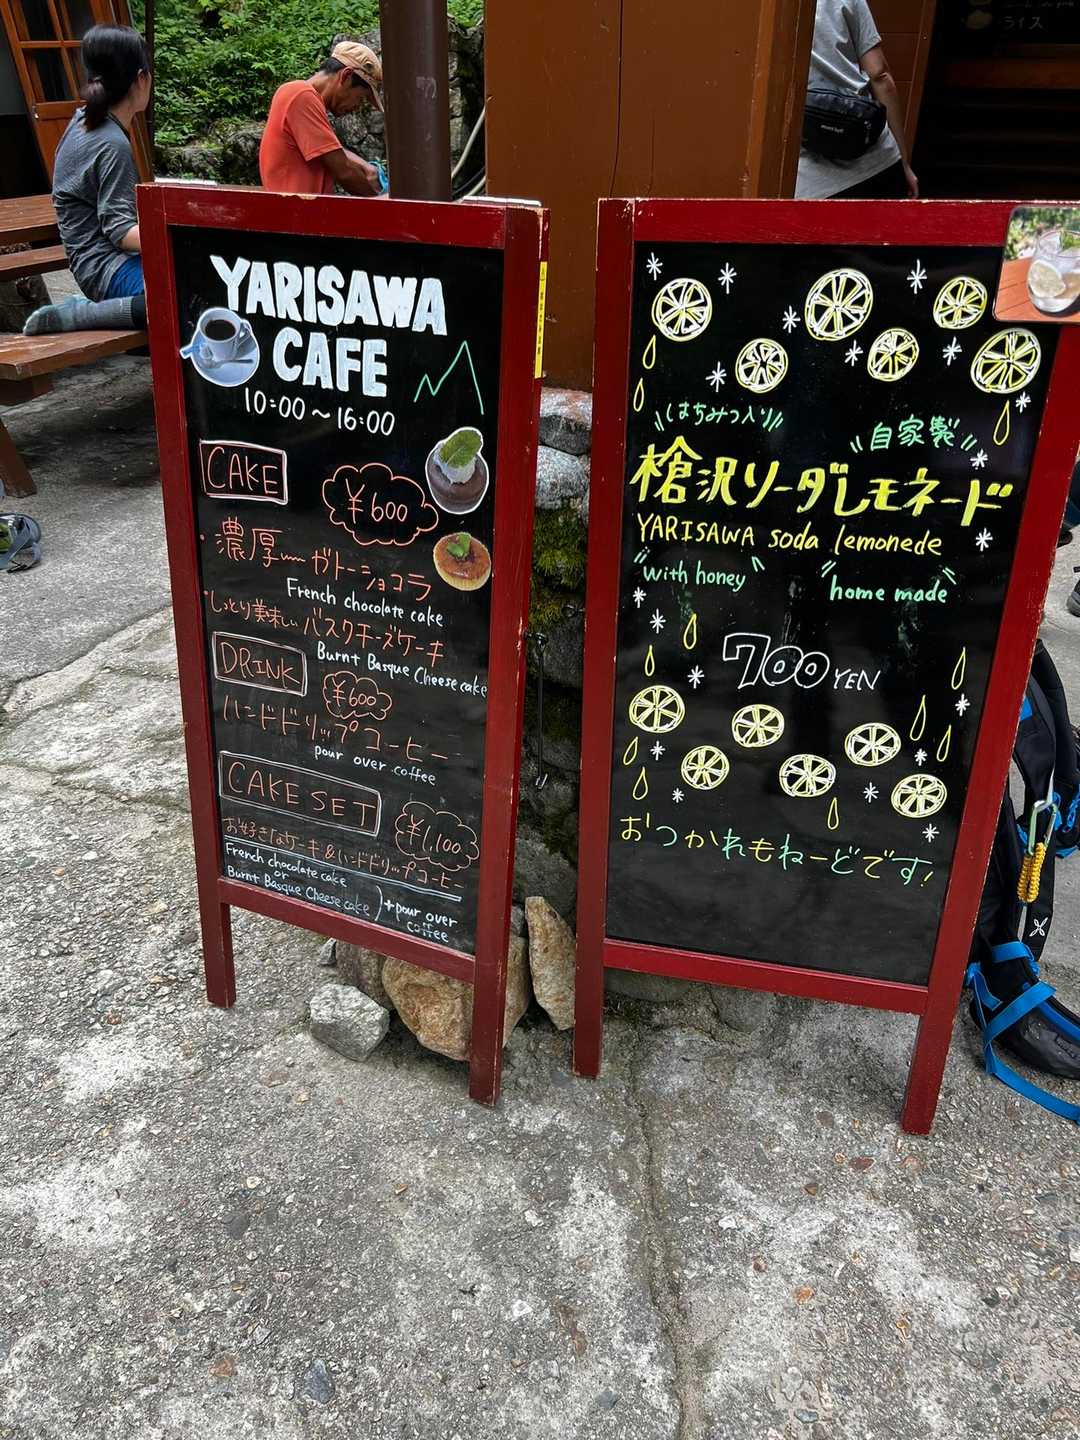 YARISAWA
CAFE
10:00～16:00
CAKE
¥600
・濃厚ガトーショコラ
French chocolate cake
・しっとり美味しいバスクチーズケーキ
Burnt Basque Cheese cake
DRINK
¥600
ハンドドリップコーヒー
pour over coffee
CAKE SET
¥1,100
お好きなケーキ&ハンドドリップコーヒー
French chocolate cake
or
Burnt Basque Cheese cake
+pour over
coffee
はちみつ入り
自家製
槍沢ソーダレモネード
YARISAWA soda lemonede
with honey
home made
700 YEN
おつかれもねーどです!
ライス
mont-bell